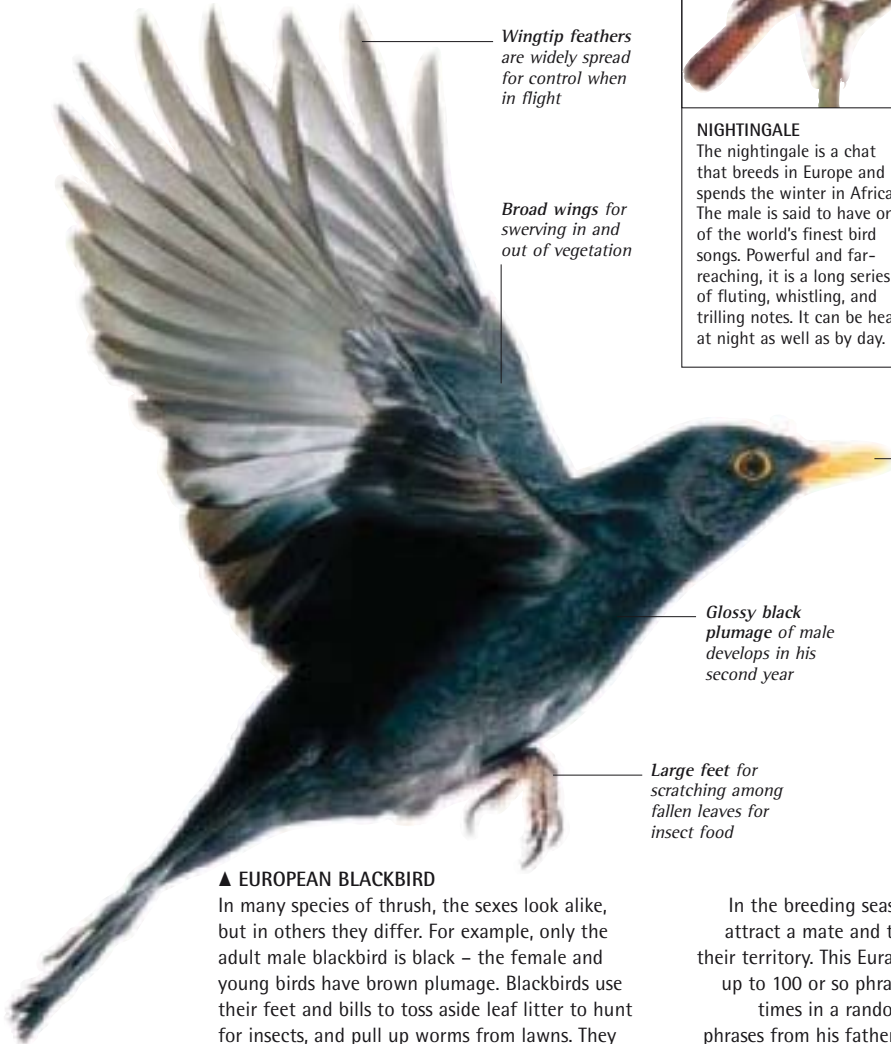 Wingtip feathers
are widely spread
for control when
in flight
Broad wings for
swerving in and
out of vegetation
NIGHTINGALE
The nightingale is a chat
that breeds in Europe and
spends the winter in Africa
The male is said to have
of the world's finest bird
songs. Powerful and far-
reaching, it is a long series
of fluting, whistling, and
trilling notes. It can be
at night as well as by day.
Glossy black
plumage of male
develops in his
second year
Large feet for
scratching among
fallen leaves for
insect food
▲ EUROPEAN BLACKBIRD
In many species of thrush, the sexes look alike,
but in others they differ. For example, only the
adult male blackbird is black – the female and
young birds have brown plumage. Blackbirds use
their feet and bills to toss aside leaf litter to hunt
for insects, and pull up worms from lawns. They
In the breeding
attract a mate and
their territory. This
up to 100 or so
times in a
phrases from his father